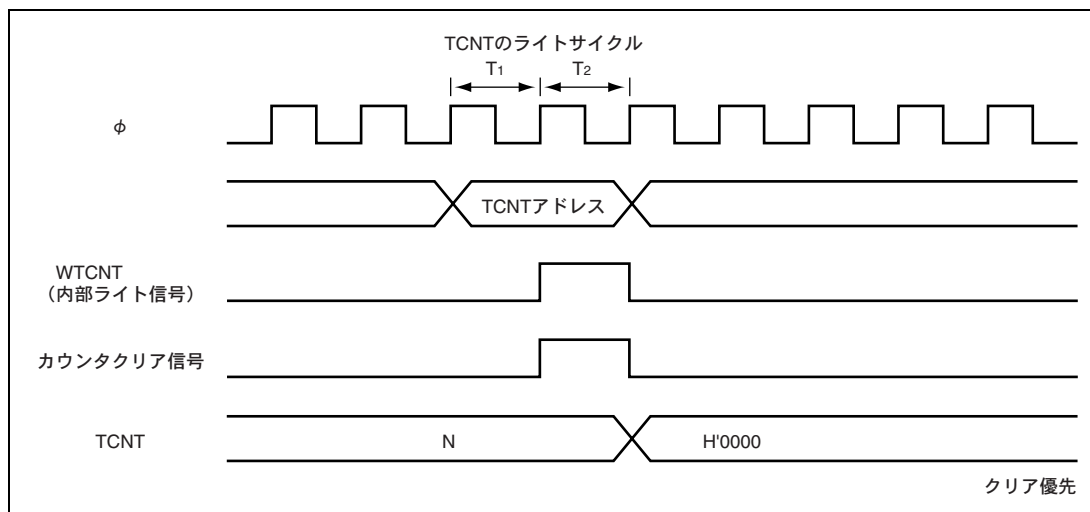 TCNTのライトサイクル
T1 T2
φ
TCNTアドレス
WTCNT
（内部ライト信号）
カウンタクリア信号
TCNT N H'0000
クリア優先